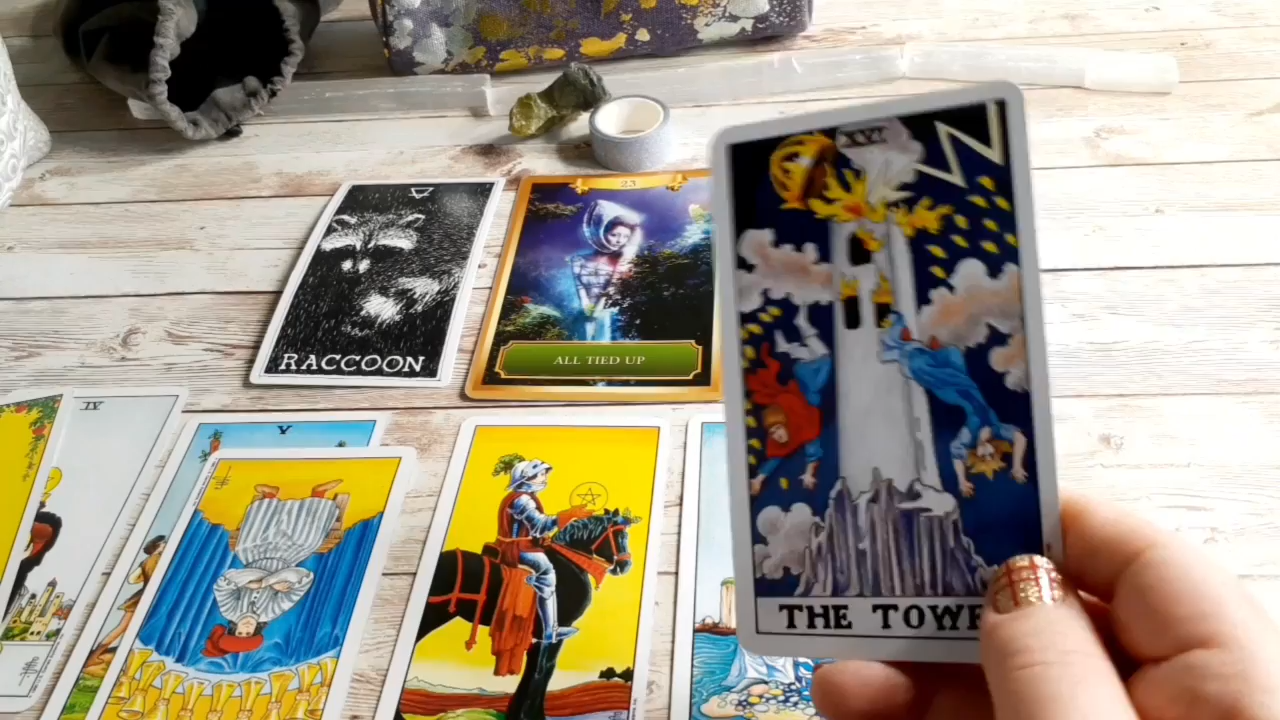 23
XVI
RACCOON
ALL TIED UP
IV
V
THE TOW